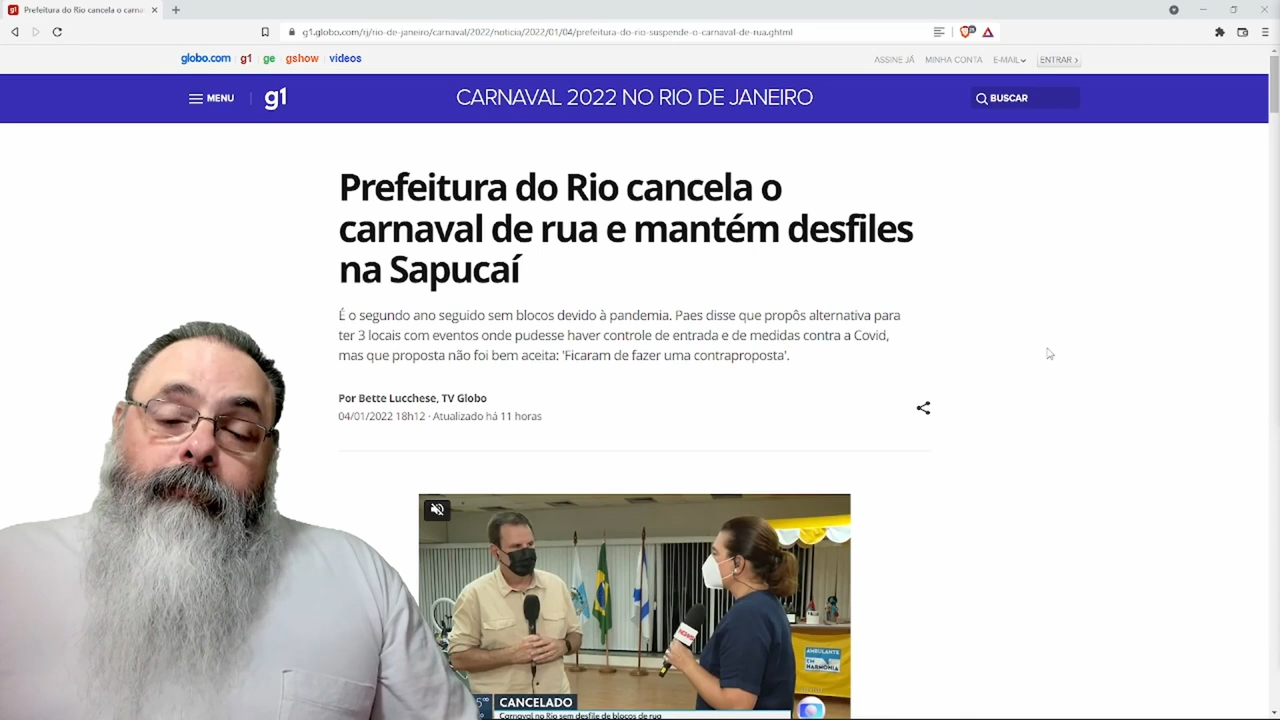 Prefeitura do Rio cancela o carna
g1.globo.com/rj/rio-de-janeiro/carnaval/2022/noticia/2022/01/04/prefeitura-do-rio-suspende-o-carnaval-de-rua.ghtml
globo.com g1 ge gshow videos
ASSINE JÁ MINHA CONTA E-MAIL ENTRAR
MENU g1 CARNAVAL 2022 NO RIO DE JANEIRO BUSCAR
Prefeitura do Rio cancela o
carnaval de rua e mantém desfiles
na Sapucaí
É o segundo ano seguido sem blocos devido à pandemia. Paes disse que propôs alternativa para
ter 3 locais com eventos onde pudesse haver controle de entrada e de medidas contra a Covid,
mas que proposta não foi bem aceita: 'Ficaram de fazer uma contraproposta'.
Por Bette Lucchese, TV Globo
04/01/2022 18h12 · Atualizado há 11 horas
AMBULANTE
EM
HARMONIA
CANCELADO
Carnaval no Rio sem desfile de blocos de rua